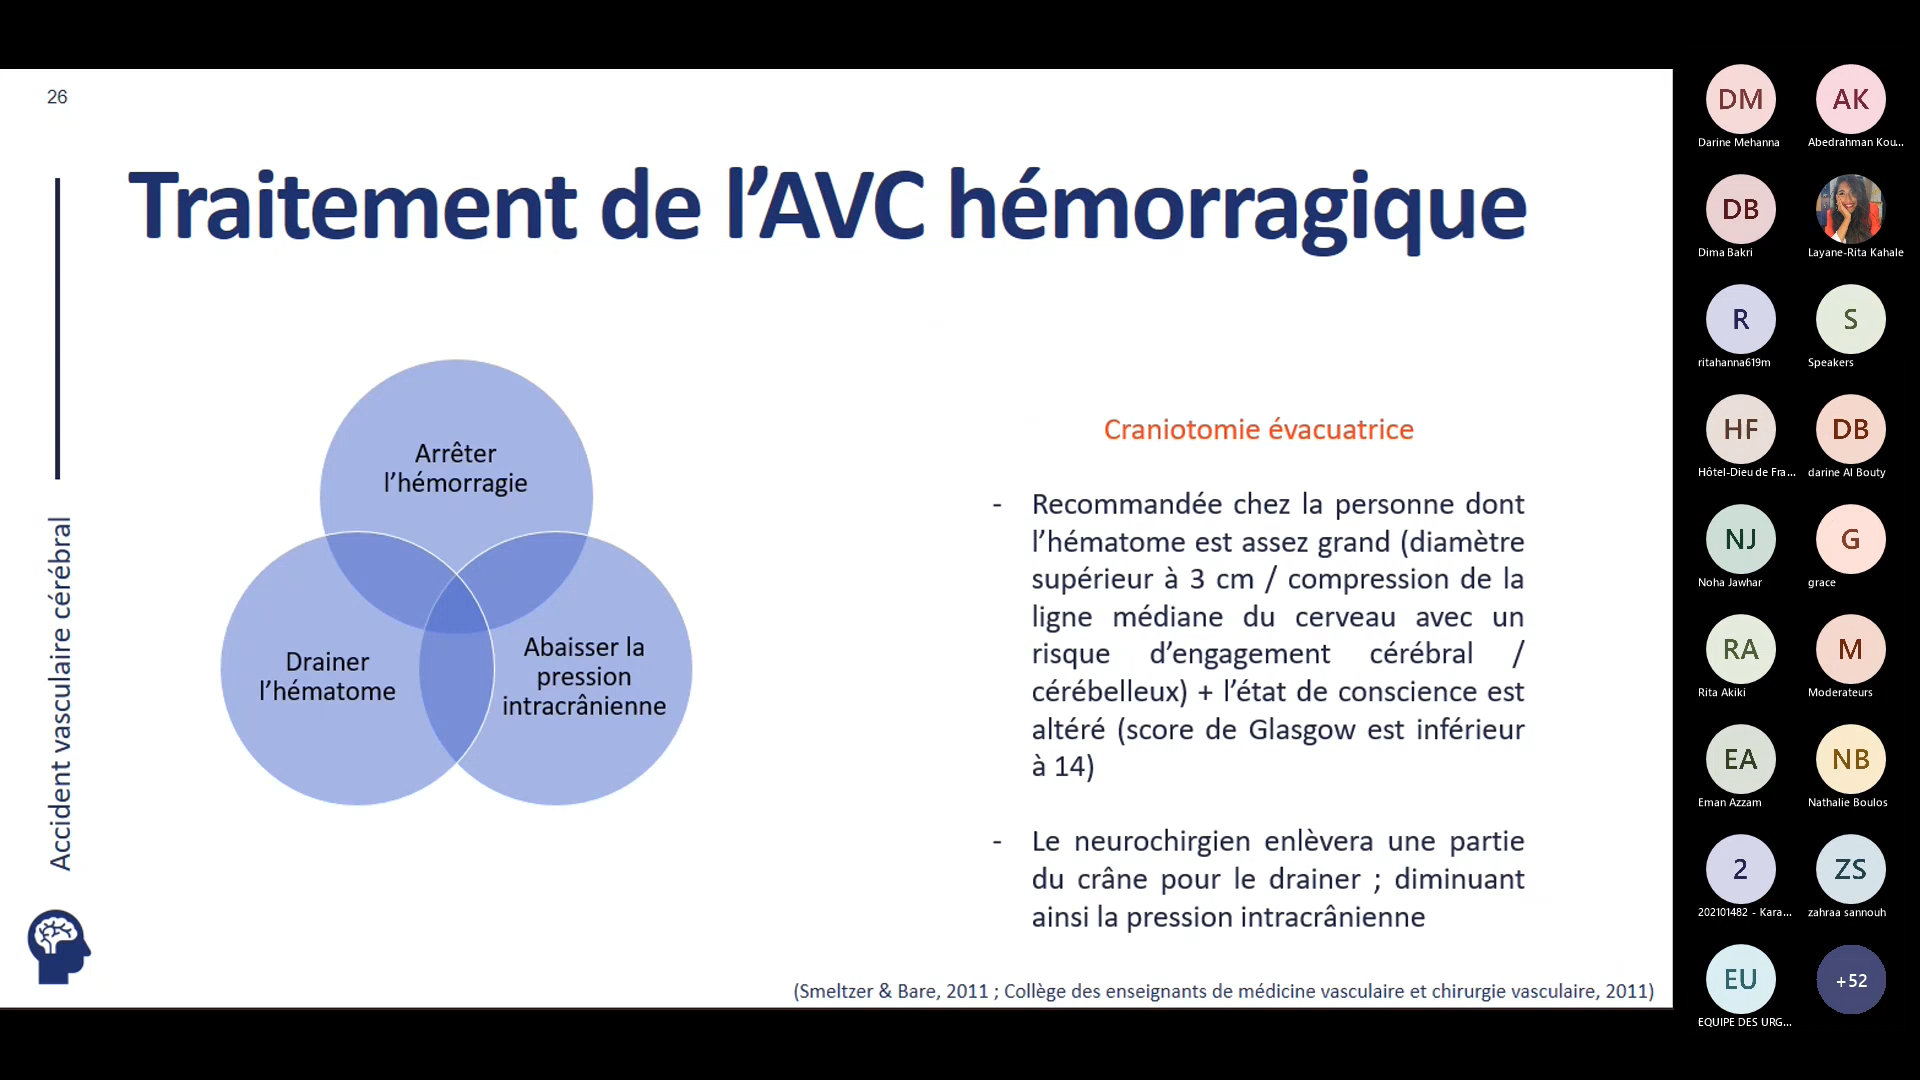 26
Traitement de l’AVC hémorragique
Accident vasculaire cérébral
Arrêter
l’hémorragie
Drainer
l’hématome
Abaisser la
pression
intracrânienne
Craniotomie évacuatrice
- Recommandée chez la personne dont
l’hématome est assez grand (diamètre
supérieur à 3 cm / compression de la
ligne médiane du cerveau avec un
risque d’engagement cérébral /
cérébelleux) + l’état de conscience est
altéré (score de Glasgow est inférieur
à 14)
- Le neurochirgien enlèvera une partie
du crâne pour le drainer ; diminuant
ainsi la pression intracrânienne
(Smeltzer & Bare, 2011 ; Collège des enseignants de médicine vasculaire et chirurgie vasculaire, 2011)
DM
Darine Mehanna
AK
Abedrahman Kou...
DB
Dima Bakri
Layane-Rita Kahale
R
ritahanna619m
S
Speakers
HF
Hôtel-Dieu de Fra...
DB
darine Al Bouty
NJ
Noha Jawhar
G
grace
RA
Rita Akiki
M
Moderateurs
EA
Eman Azzam
NB
Nathalie Boulos
2
202101482 - Kara...
ZS
zahraa sannouh
EU
EQUIPE DES URG...
+52